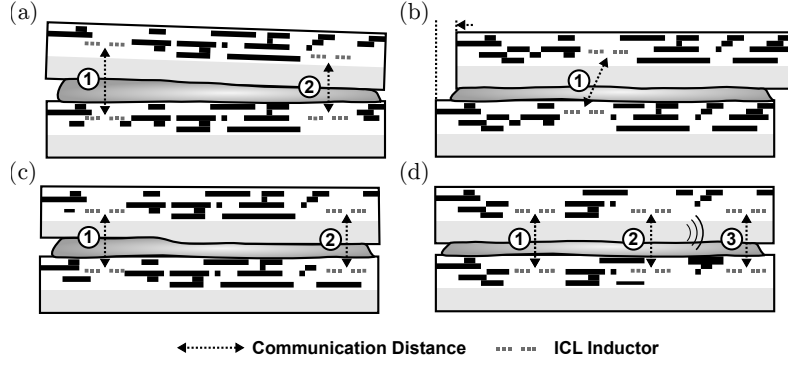 (a)
(b)
1
2
1
(c)
(d)
1
2
1
2
3
Communication Distance
ICL Inductor